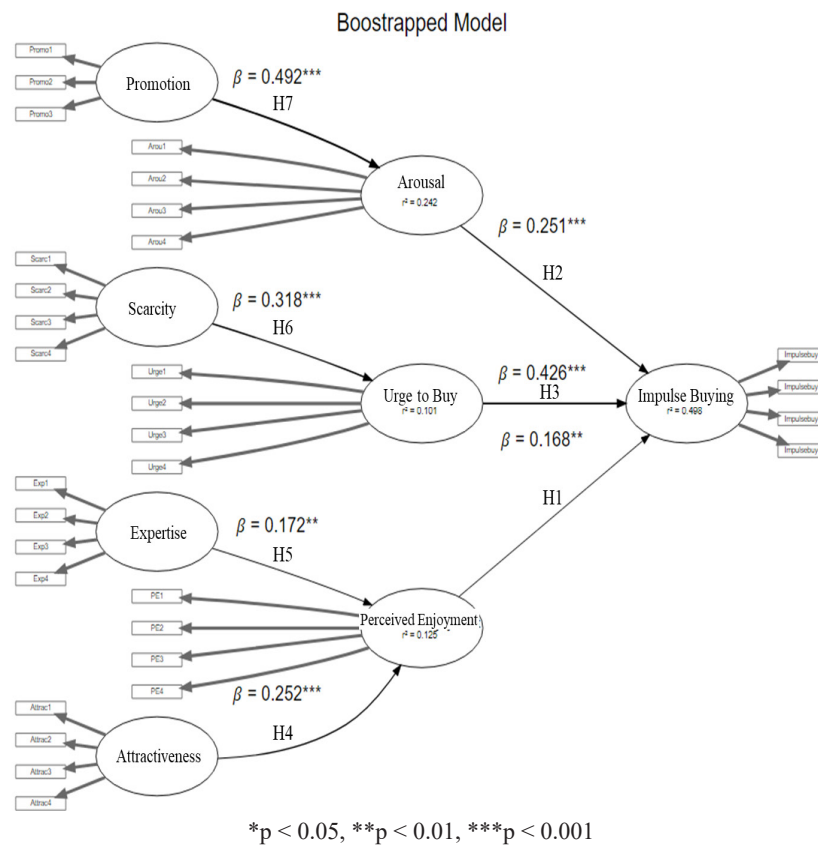 Boostrapped Model
Promo1
Promo2
Promo3
Promotion
β = 0.492***
H7
Arou1
Arou2
Arou3
Arou4
Arousal
r² = 0.242
β = 0.251***
H2
Scarc1
Scarc2
Scarc3
Scarc4
Scarcity
β = 0.318***
H6
Urge1
Urge2
Urge3
Urge4
Urge to Buy
r² = 0.101
β = 0.426***
H3
Impulse Buying
r² = 0.498
Impulsebuy
Impulsebuy
Impulsebuy
Impulsebuy
β = 0.168**
H1
Exp1
Exp2
Exp3
Exp4
Expertise
β = 0.172**
H5
PE1
PE2
PE3
PE4
Perceived Enjoyment
r² = 0.125
β = 0.252***
H4
Attrac1
Attrac2
Attrac3
Attrac4
Attractiveness
*p < 0.05, **p < 0.01, ***p < 0.001